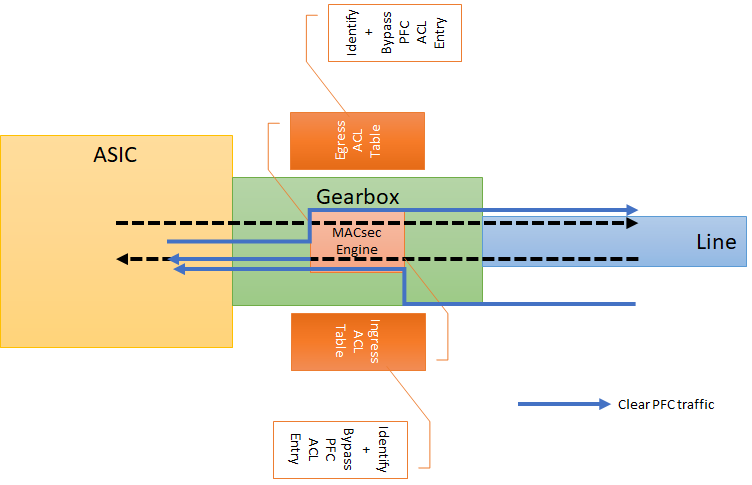 Identify
+
Bypass
PFC
ACL
Entry
Egress
ACL
Table
ASIC
Gearbox
MACsec
Engine
Line
Ingress
ACL
Table
Identify
+
Bypass
PFC
ACL
Entry
Clear PFC traffic